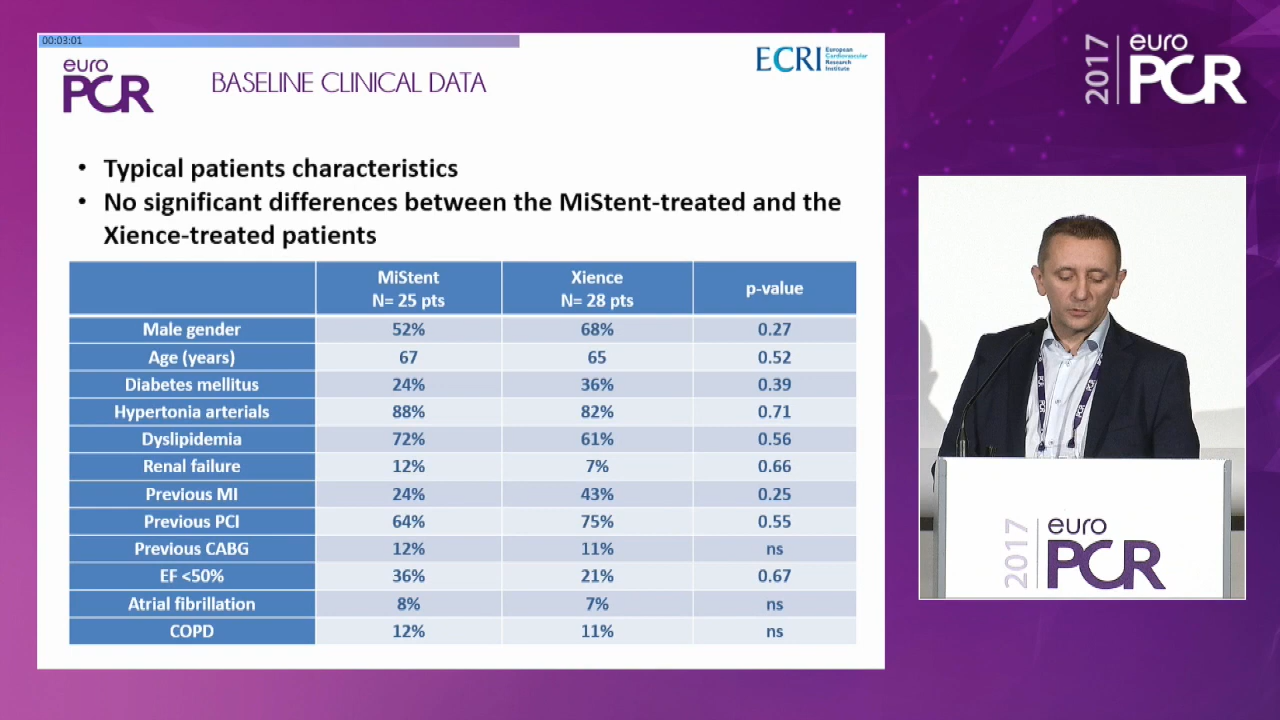 00:03:01
euro
PCR
BASELINE CLINICAL DATA
ECRI
European
Cardiovascular
Research
Institute
• Typical patients characteristics
• No significant differences between the MiStent-treated and the
Xience-treated patients
MiStent
N= 25 pts
Xience
N= 28 pts
p-value
Male gender 52% 68% 0.27
Age (years) 67 65 0.52
Diabetes mellitus 24% 36% 0.39
Hypertonia arterials 88% 82% 0.71
Dyslipidemia 72% 61% 0.56
Renal failure 12% 7% 0.66
Previous MI 24% 43% 0.25
Previous PCI 64% 75% 0.55
Previous CABG 12% 11% ns
EF <50% 36% 21% 0.67
Atrial fibrillation 8% 7% ns
COPD 12% 11% ns
2017
euro
PCR
PCR
PCR
2017
euro
PCR